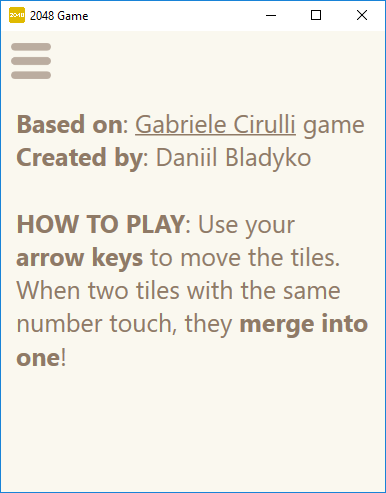 2048 Game
Based on: Gabriele Cirulli game
Created by: Daniil Bladyko
HOW TO PLAY: Use your
arrow keys to move the tiles.
When two tiles with the same
number touch, they merge into
one!